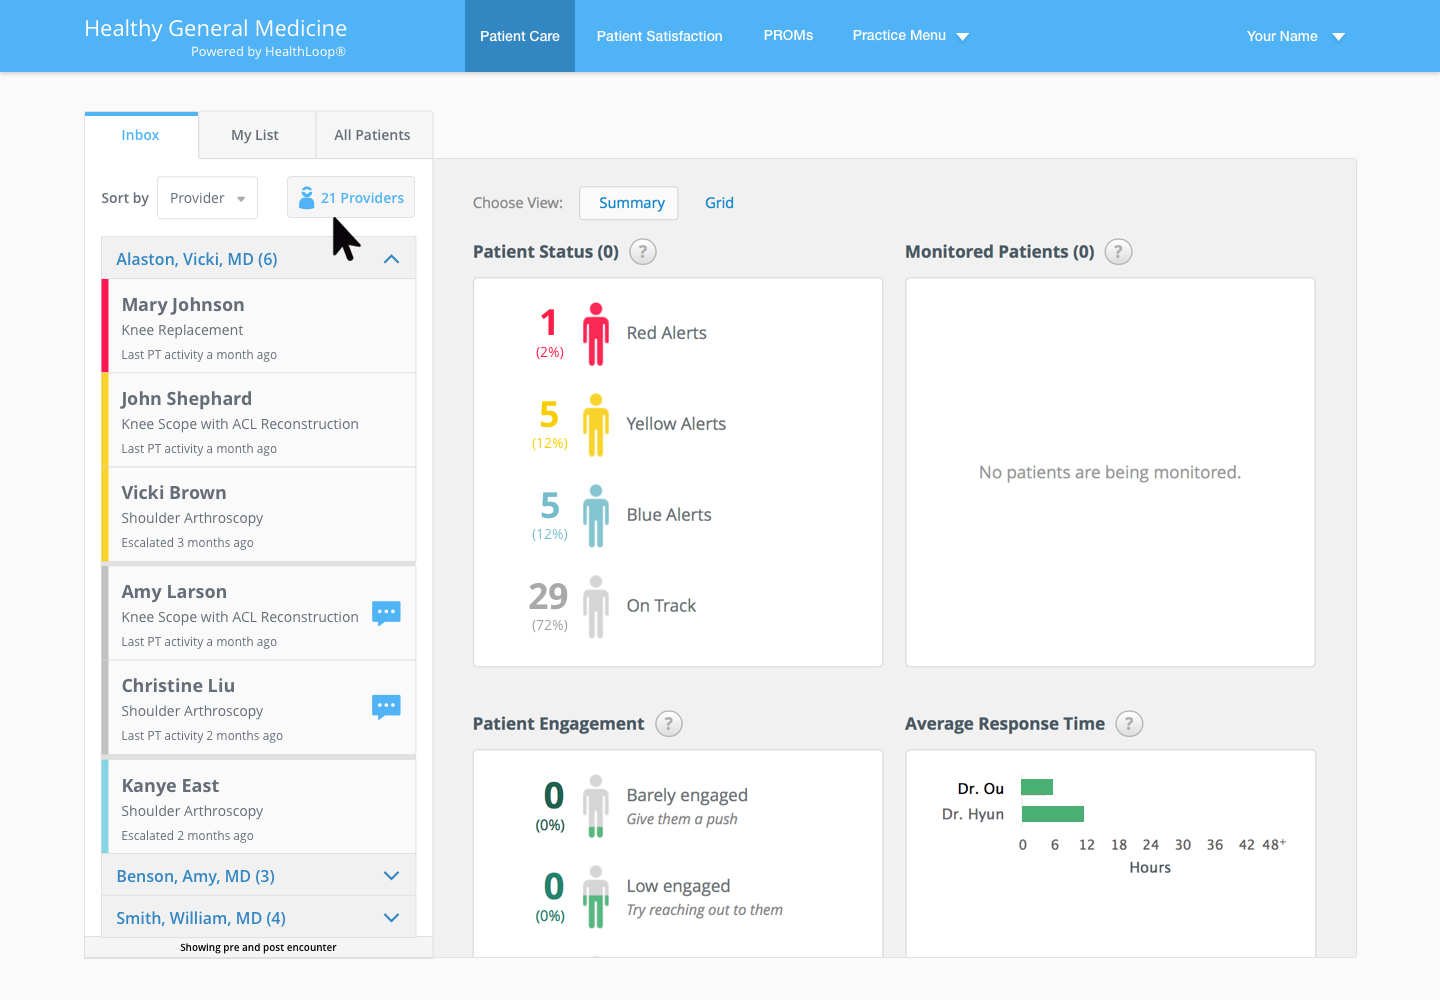 Healthy General Medicine
Powered by HealthLoop®
Patient Care
Patient Satisfaction
PROMs
Practice Menu
Your Name
Inbox
My List
All Patients
Sort by
Provider
21 Providers
Alaston, Vicki, MD (6)
Mary Johnson
Knee Replacement
Last PT activity a month ago
John Shephard
Knee Scope with ACL Reconstruction
Last PT activity a month ago
Vicki Brown
Shoulder Arthroscopy
Escalated 3 months ago
Amy Larson
Knee Scope with ACL Reconstruction
Last PT activity a month ago
Christine Liu
Shoulder Arthroscopy
Last PT activity 2 months ago
Kanye East
Shoulder Arthroscopy
Escalated 2 months ago
Benson, Amy, MD (3)
Smith, William, MD (4)
Showing pre and post encounter
Choose View:
Summary
Grid
Patient Status (0) ?
1
(2%)
Red Alerts
5
(12%)
Yellow Alerts
5
(12%)
Blue Alerts
29
(72%)
On Track
Monitored Patients (0) ?
No patients are being monitored.
Patient Engagement ?
0
(0%)
Barely engaged
Give them a push
0
(0%)
Low engaged
Try reaching out to them
Average Response Time ?
Dr. Ou
Dr. Hyun
0 6 12 18 24 30 36 42 48+
Hours